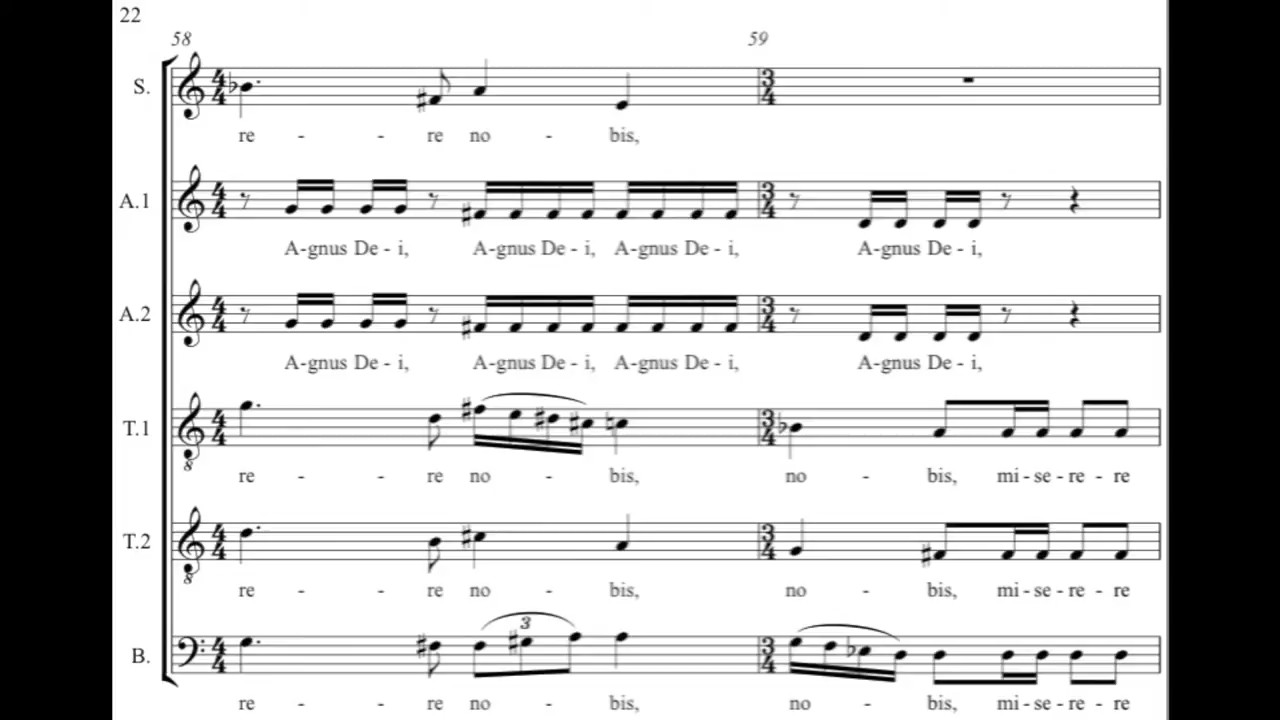 22
58 59
S.
re - - re no - bis,
A.1
A-gnus De - i, A-gnus De - i, A-gnus De - i, A-gnus De - i,
A.2
A-gnus De - i, A-gnus De - i, A-gnus De - i, A-gnus De - i,
T.1
re - - re no - bis, no - bis, mi - se - re - re
T.2
re - - re no - bis, no - bis, mi - se - re - re
3
B.
re - - re no - bis, no - bis, mi - se - re - re